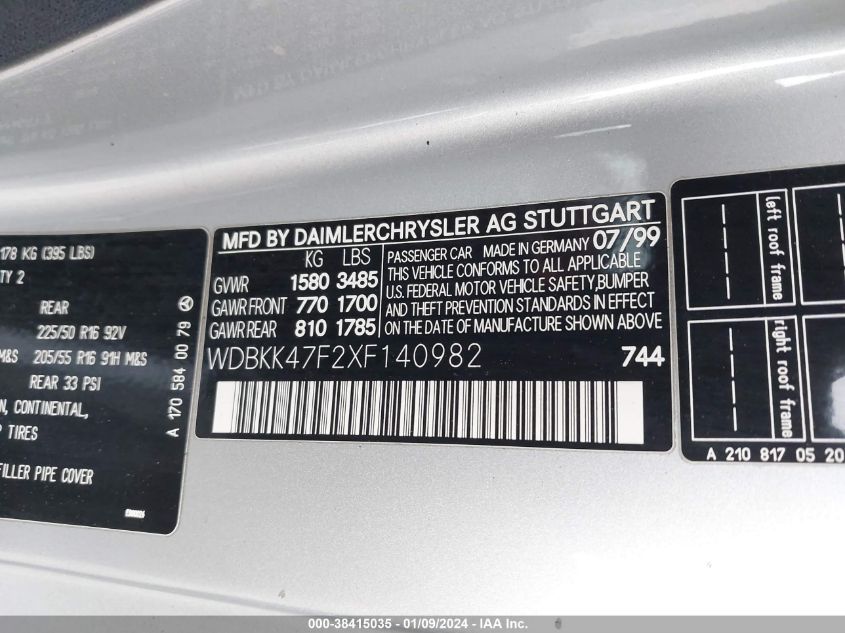 178 KG (395 LBS)
TY 2
REAR
225/50 R16 92V
M&S 205/55 R16 91H M&S
REAR 33 PSI
N, CONTINENTAL,
P TIRES
FILLER PIPE COVER
A 170 584 00 79
MFD BY DAIMLERCHRYSLER AG STUTTGART
KG LBS
GVWR 1580 3485
GAWR FRONT 770 1700
GAWR REAR 810 1785
PASSENGER CAR MADE IN GERMANY 07/99
THIS VEHICLE CONFORMS TO ALL APPLICABLE
U.S. FEDERAL MOTOR VEHICLE SAFETY,BUMPER
AND THEFT PREVENTION STANDARDS IN EFFECT
ON THE DATE OF MANUFACTURE SHOWN ABOVE.
WDBKK47F2XF140982 744
left roof frame
right roof frame
A 210 817 05 20
000-38415035 - 01/09/2024 - IAA Inc.